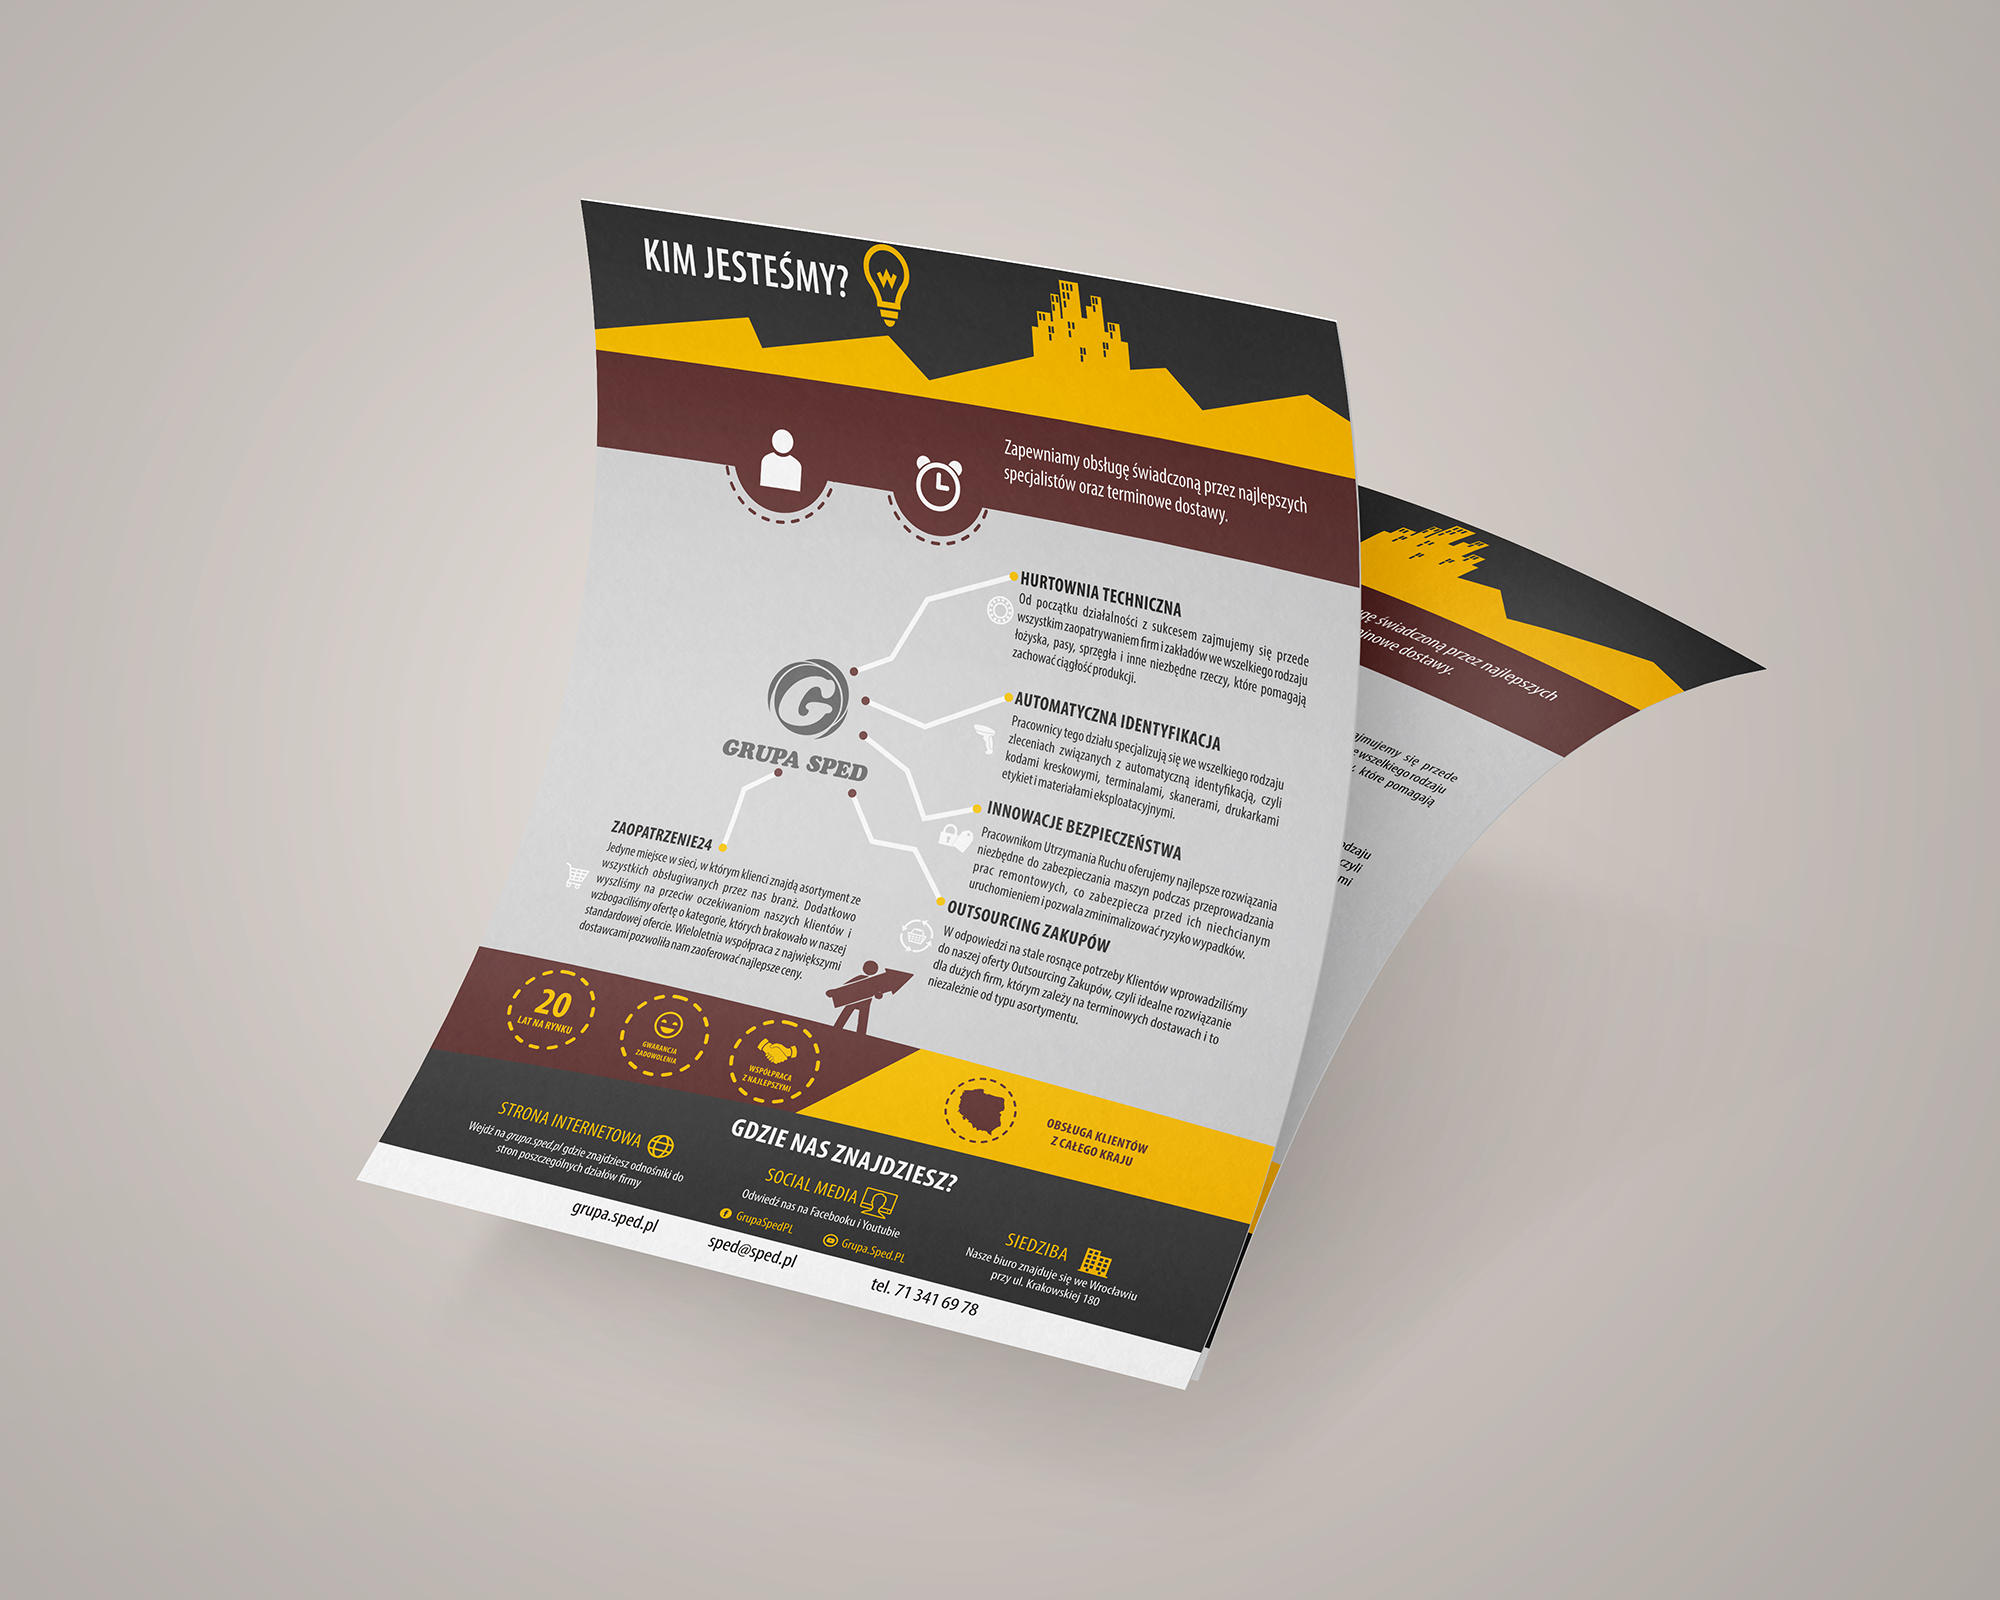 KIM JESTEŚMY?
Zapewniamy obsługę świadczoną przez najlepszych
specjalistów oraz terminowe dostawy.
HURTOWNIA TECHNICZNA
Od początku działalności z sukcesem zajmujemy się przede
wszystkim zaopatrywaniem firm i zakładów we wszelkiego rodzaju
łożyska, pasy, sprzęgła i inne niezbędne rzeczy, które pomagają
zachować ciągłość produkcji.
AUTOMATYCZNA IDENTYFIKACJA
Pracownicy tego działu specjalizują się we wszelkiego rodzaju
zleceniach związanych z automatyczną identyfikacją, czyli
kodami kreskowymi, terminalami, skanerami, drukarkami
etykiet i materiałami eksploatacyjnymi.
INNOWACJE BEZPIECZEŃSTWA
Pracownikom Utrzymania Ruchu oferujemy najlepsze rozwiązania
niezbędne do zabezpieczania maszyn podczas przeprowadzania
prac remontowych, co zabezpiecza przed ich niechcianym
uruchomieniem i pozwala zminimalizować ryzyko wypadków.
OUTSOURCING ZAKUPÓW
W odpowiedzi na stale rosnące potrzeby Klientów wprowadziliśmy
do naszej oferty Outsourcing Zakupów, czyli idealne rozwiązanie
dla dużych firm, którym zależy na terminowych dostawach i to
niezależnie od typu asortymentu.
G
GRUPA SPED
ZAOPATRZENIE24
Jedyne miejsce w sieci, w którym klienci znajdą asortyment ze
wszystkich obsługiwanych przez nas branż. Dodatkowo
wyszliśmy na przeciw oczekiwaniom naszych klientów i
wzbogaciliśmy ofertę o kategorie, których brakowało w naszej
standardowej ofercie. Wieloletnia współpraca z największymi
dostawcami pozwoliła nam zaoferować najlepsze ceny.
20
LAT NA RYNKU
GWARANCJA
ZADOWOLENIA
WSPÓŁPRACA
Z NAJLEPSZYMI
OBSŁUGA KLIENTÓW
Z CAŁEGO KRAJU
GDZIE NAS ZNAJDZIESZ?
STRONA INTERNETOWA
Wejdź na grupa.sped.pl gdzie znajdziesz odnośniki do
stron poszczególnych działów firmy
SOCIAL MEDIA
Odwiedź nas na Facebooku i Youtubie
GrupaSpedPL
Grupa.Sped.PL
SIEDZIBA
Nasze biuro znajduje się we Wrocławiu
przy ul. Krakowskiej 180
grupa.sped.pl
sped@sped.pl
tel. 71 341 69 78
świadczoną przez najlepszych
dostawy.
się przede
wszelkiego rodzaju
które pomagają